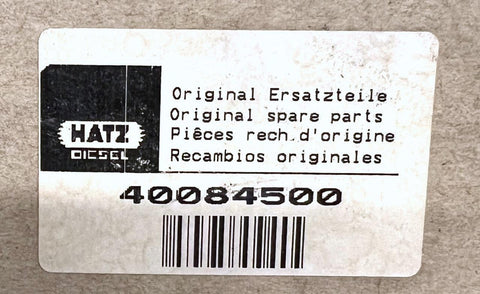 HATZ
DIESEL
Original Ersatzteile
Original spare parts
Pièces rech.d'origine
Recambios originales
40084500